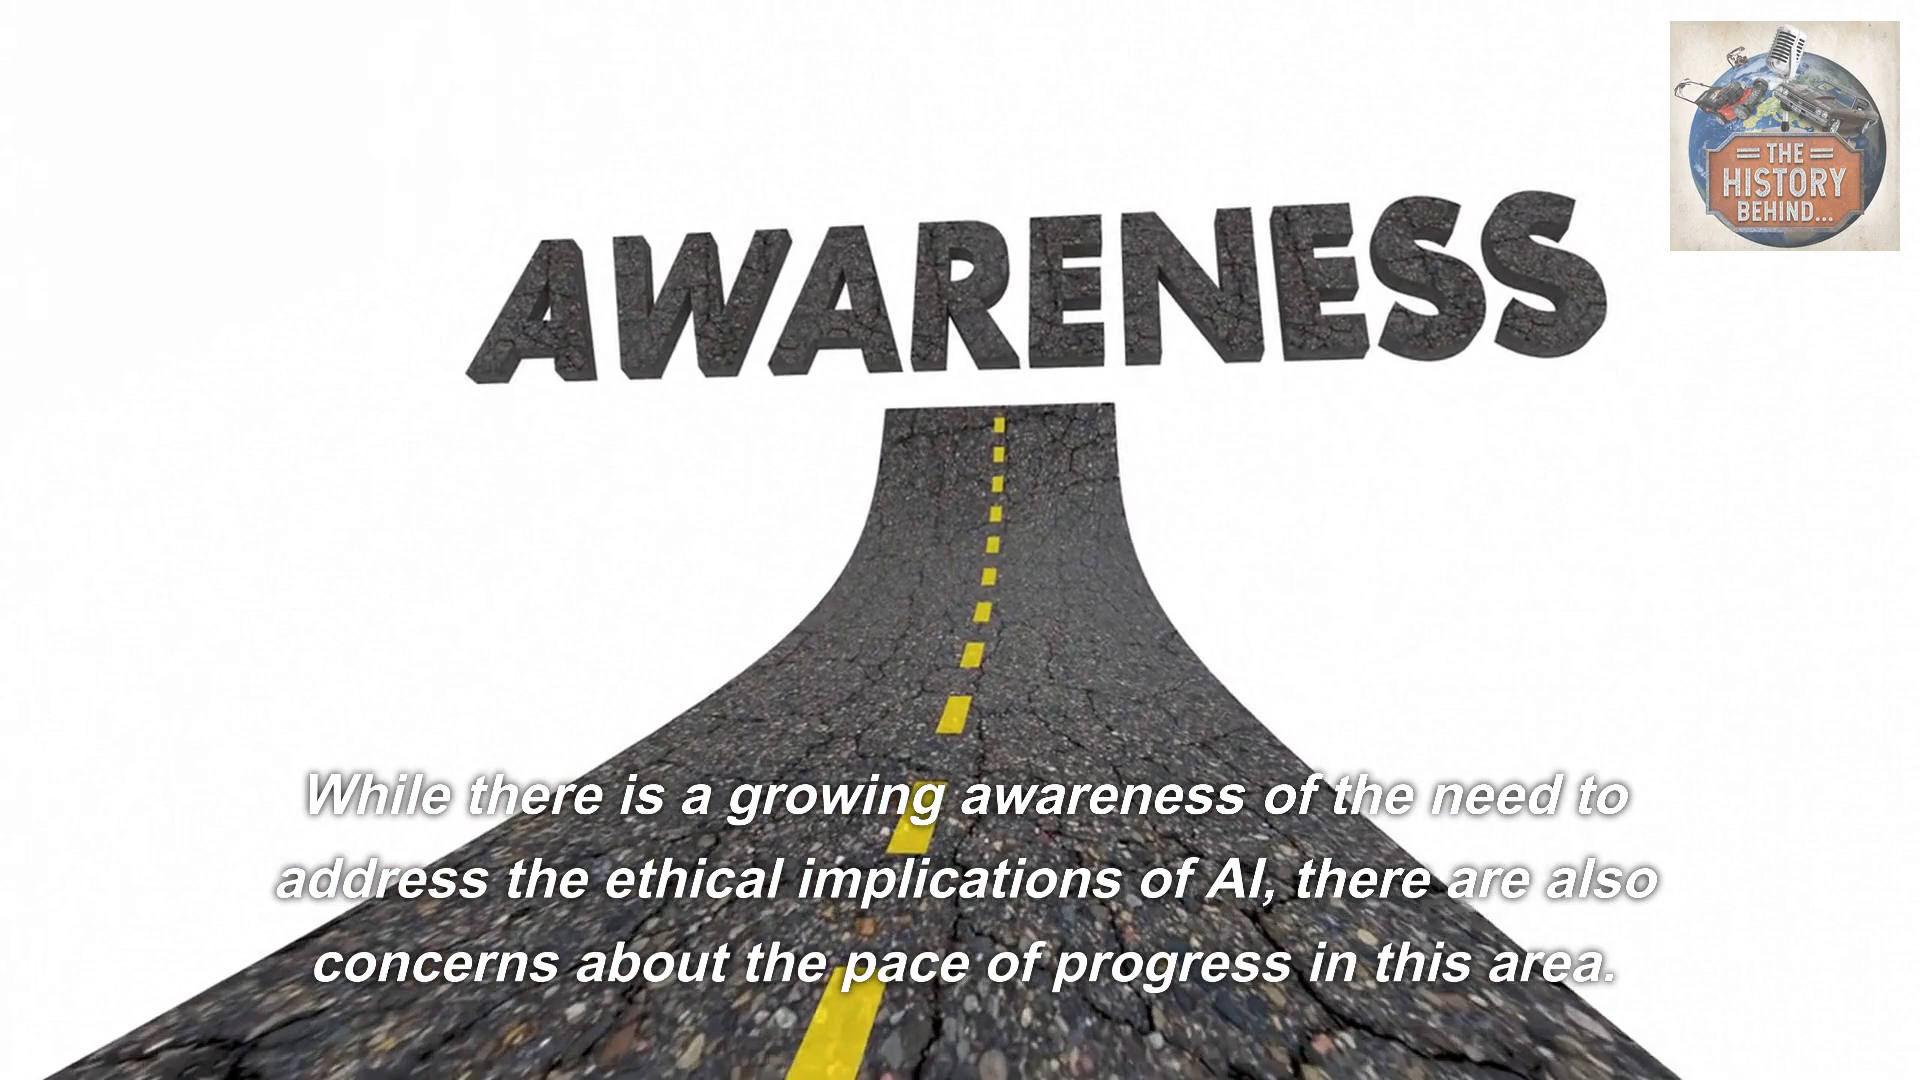 THE
HISTORY
BEHIND...
AWARENESS
While there is a growing awareness of the need to
address the ethical implications of AI, there are also
concerns about the pace of progress in this area.